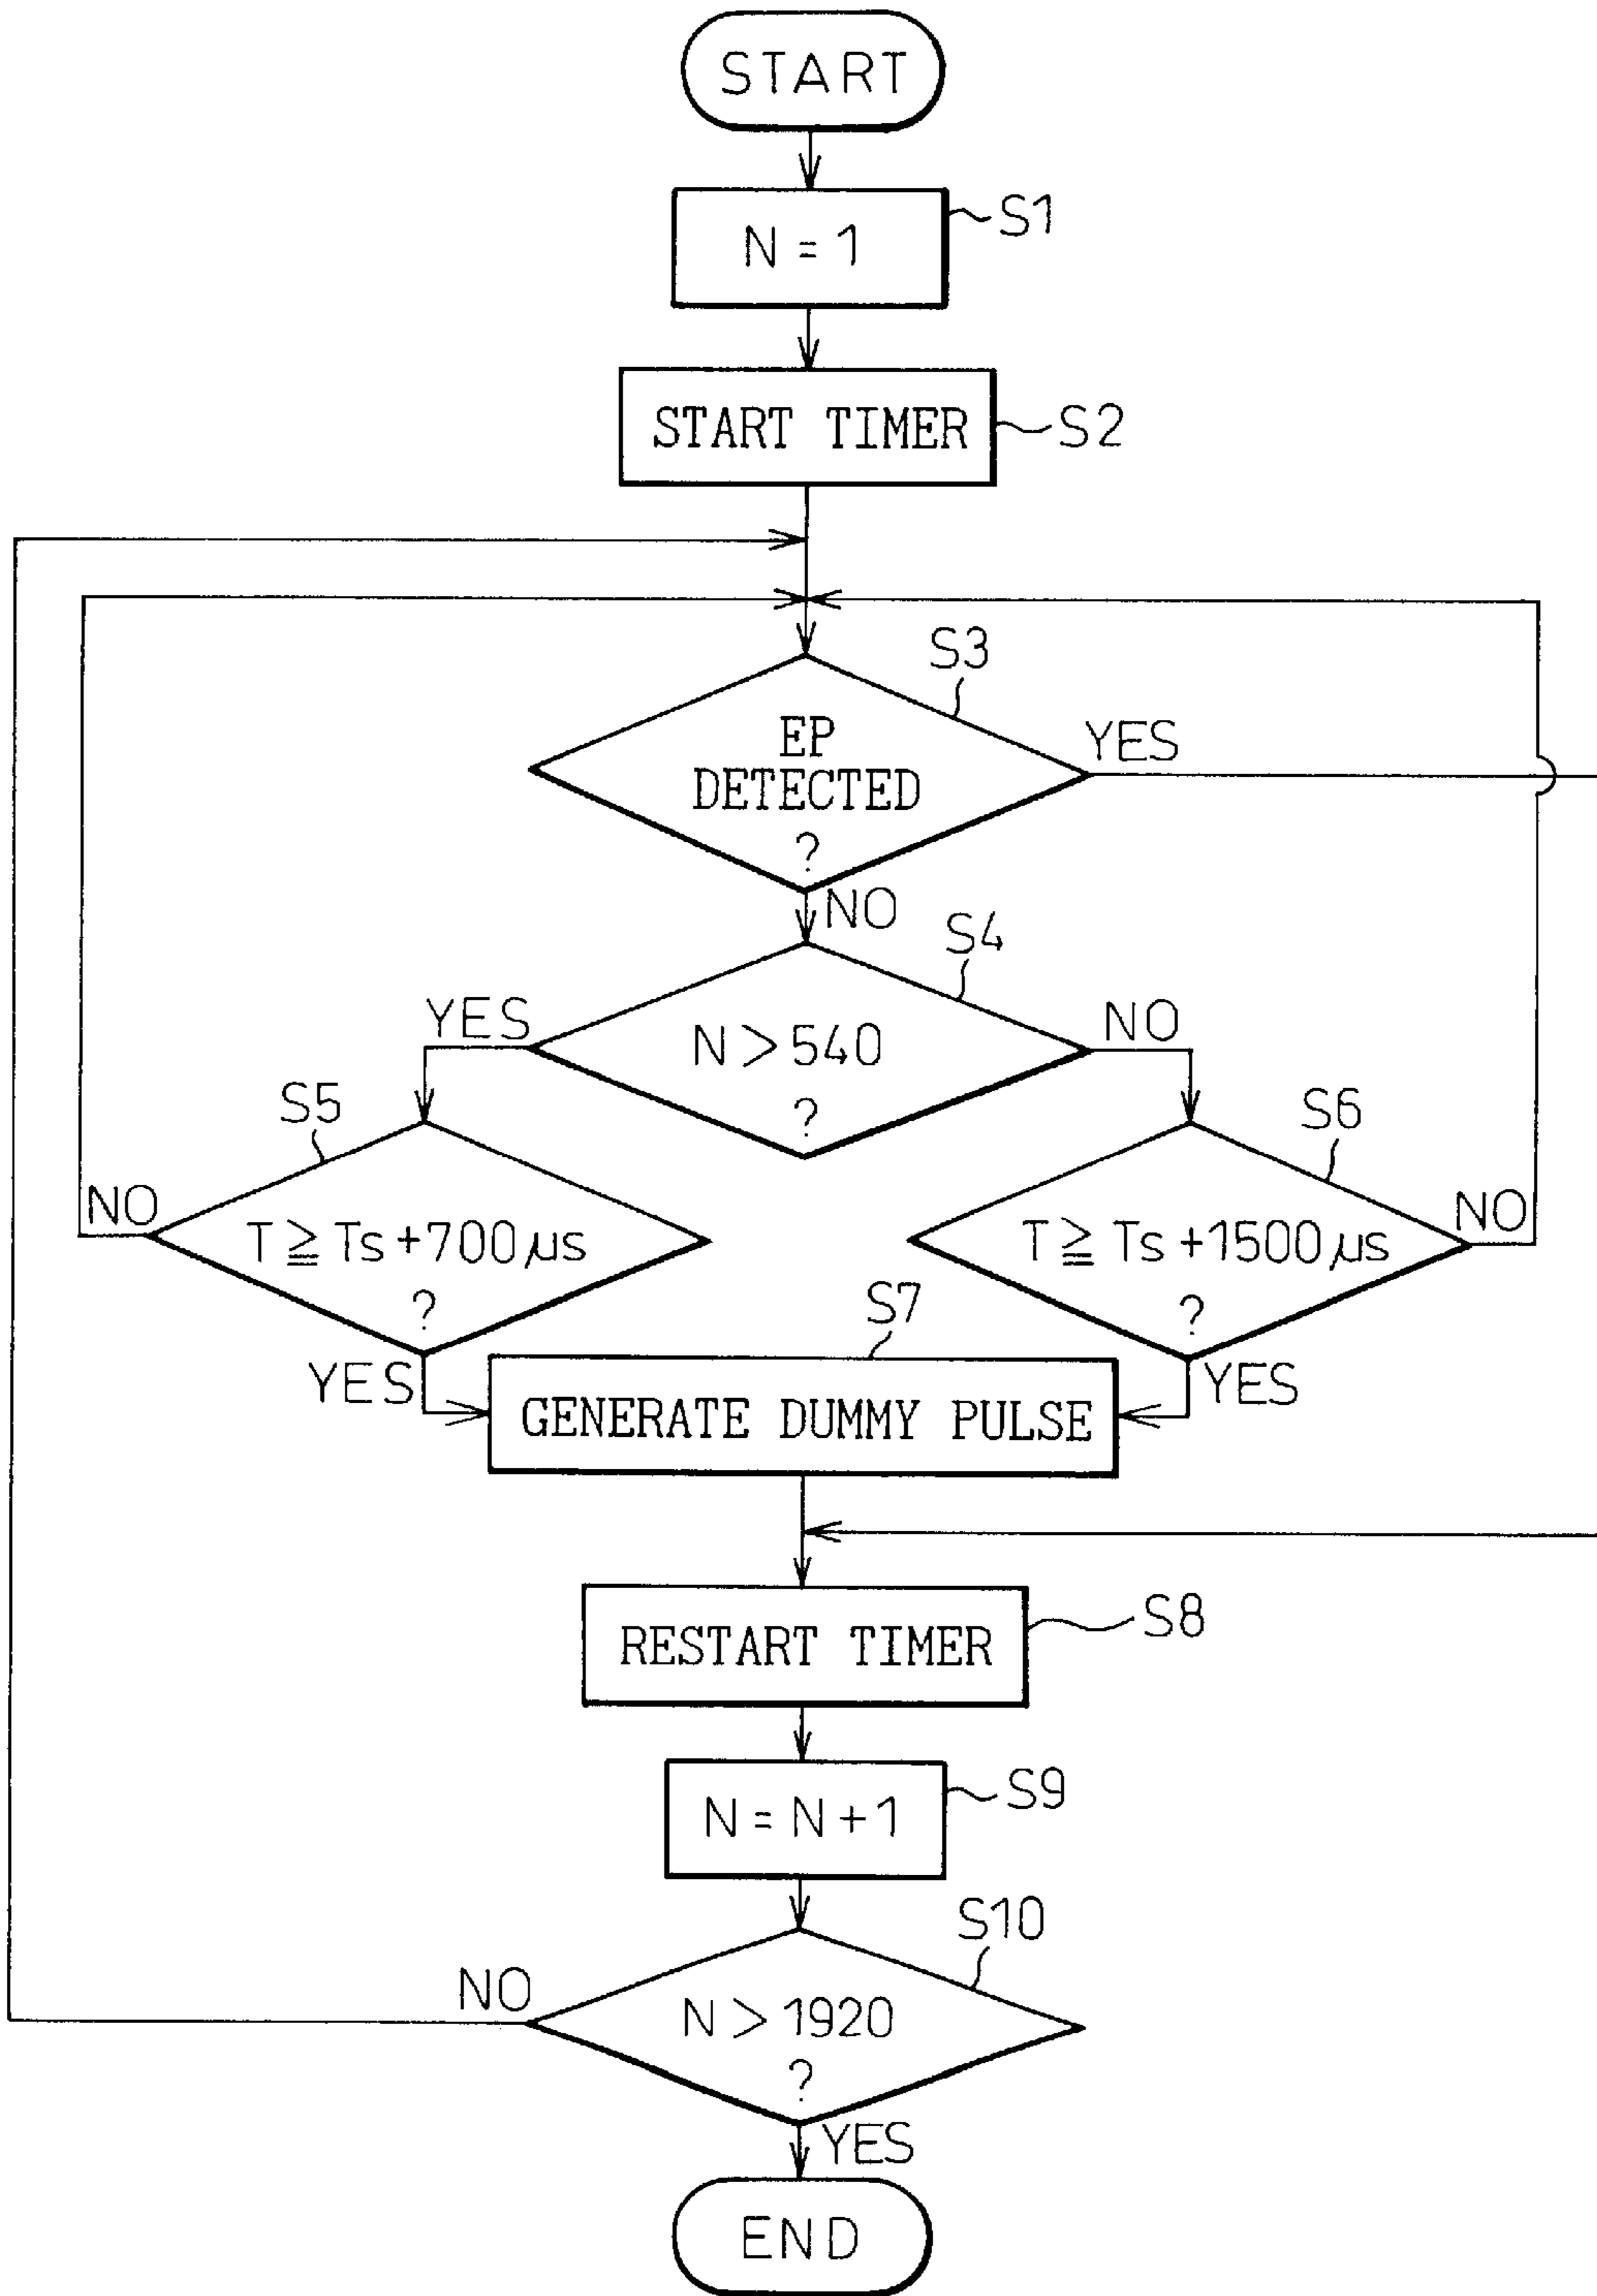 START
N = 1
S1
START TIMER
S2
S3
EP
DETECTED
?
YES
NO
S4
N > 540
?
YES
NO
S5
T ≧ Ts + 700 μs
?
NO
YES
S6
T ≧ Ts + 1500 μs
?
NO
YES
S7
GENERATE DUMMY PULSE
RESTART TIMER
S8
N = N + 1
S9
S10
N > 1920
?
NO
YES
END